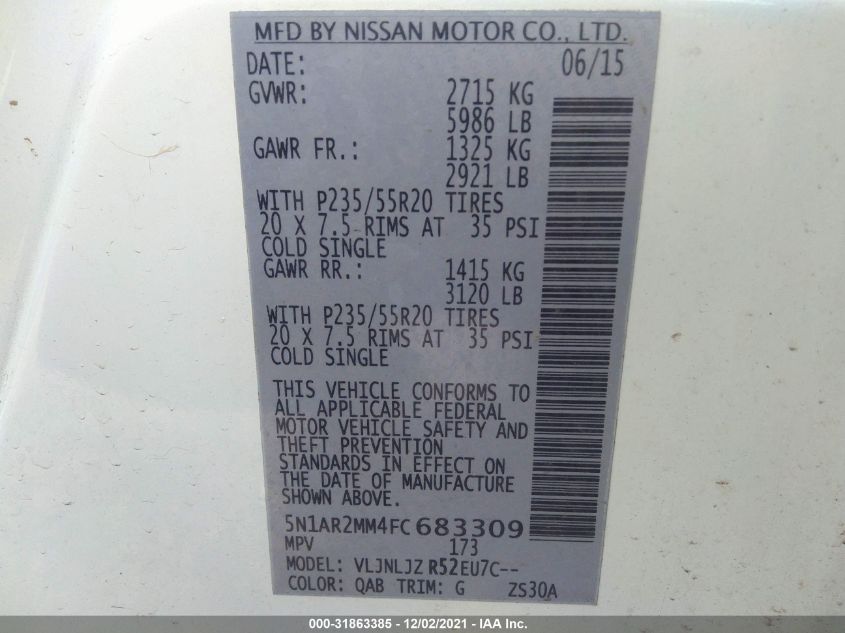 MFD BY NISSAN MOTOR CO., LTD.
DATE: 06/15
GVWR: 2715 KG
5986 LB
GAWR FR.: 1325 KG
2921 LB
WITH P235/55R20 TIRES
20 X 7.5 RIMS AT 35 PSI
COLD SINGLE
GAWR RR.: 1415 KG
3120 LB
WITH P235/55R20 TIRES
20 X 7.5 RIMS AT 35 PSI
COLD SINGLE
THIS VEHICLE CONFORMS TO
ALL APPLICABLE FEDERAL
MOTOR VEHICLE SAFETY AND
THEFT PREVENTION
STANDARDS IN EFFECT ON
THE DATE OF MANUFACTURE
SHOWN ABOVE.
5N1AR2MM4FC683309
MPV 173
MODEL: VLJNLJZ R52EU7C--
COLOR: QAB TRIM: G ZS30A
000-31863385 - 12/02/2021 - IAA Inc.